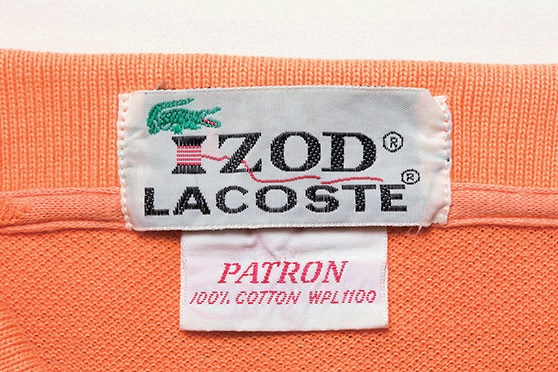 IZOD®
LACOSTE®
PATRON
100% COTTON WPL1100